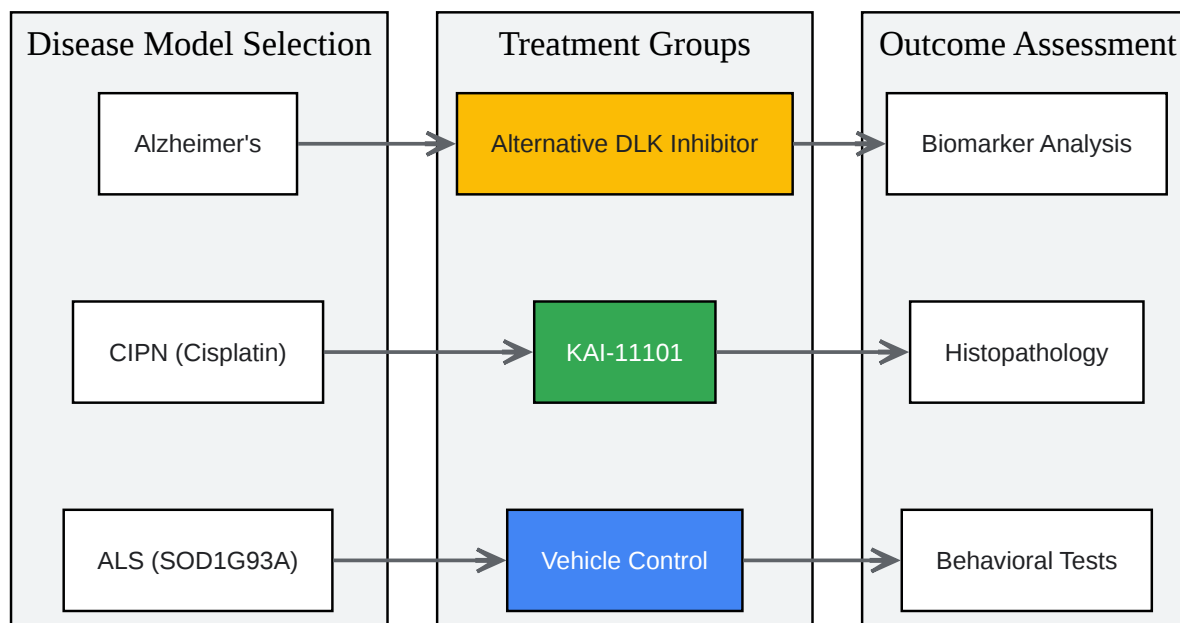 Disease Model Selection
Treatment Groups
Outcome Assessment
Alzheimer's
Alternative DLK Inhibitor
Biomarker Analysis
CIPN (Cisplatin)
KAI-11101
Histopathology
ALS (SOD1G93A)
Vehicle Control
Behavioral Tests